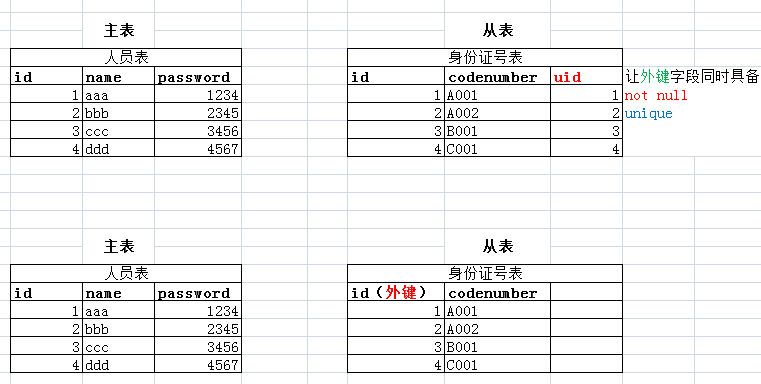 主表 从表
人员表 身份证号表
id name password id codenumber uid 让外键字段同时具备
1 aaa 1234 1 A001 1 not null
2 bbb 2345 2 A002 2 unique
3 ccc 3456 3 B001 3
4 ddd 4567 4 C001 4
主表 从表
人员表 身份证号表
id name password id（外键） codenumber
1 aaa 1234 1 A001
2 bbb 2345 2 A002
3 ccc 3456 3 B001
4 ddd 4567 4 C001